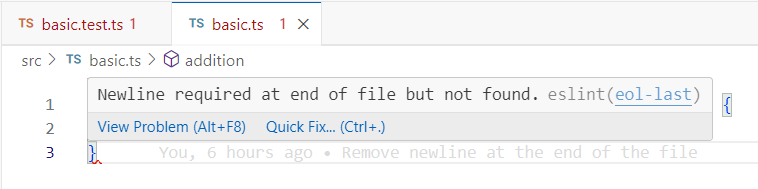 TS basic.test.ts 1 TS basic.ts 1 ×
src > TS basic.ts > addition
Newline required at end of file but not found. eslint(eol-last)
1 {
View Problem (Alt+F8) Quick Fix... (Ctrl+.)
2
3 } You, 6 hours ago • Remove newline at the end of the file